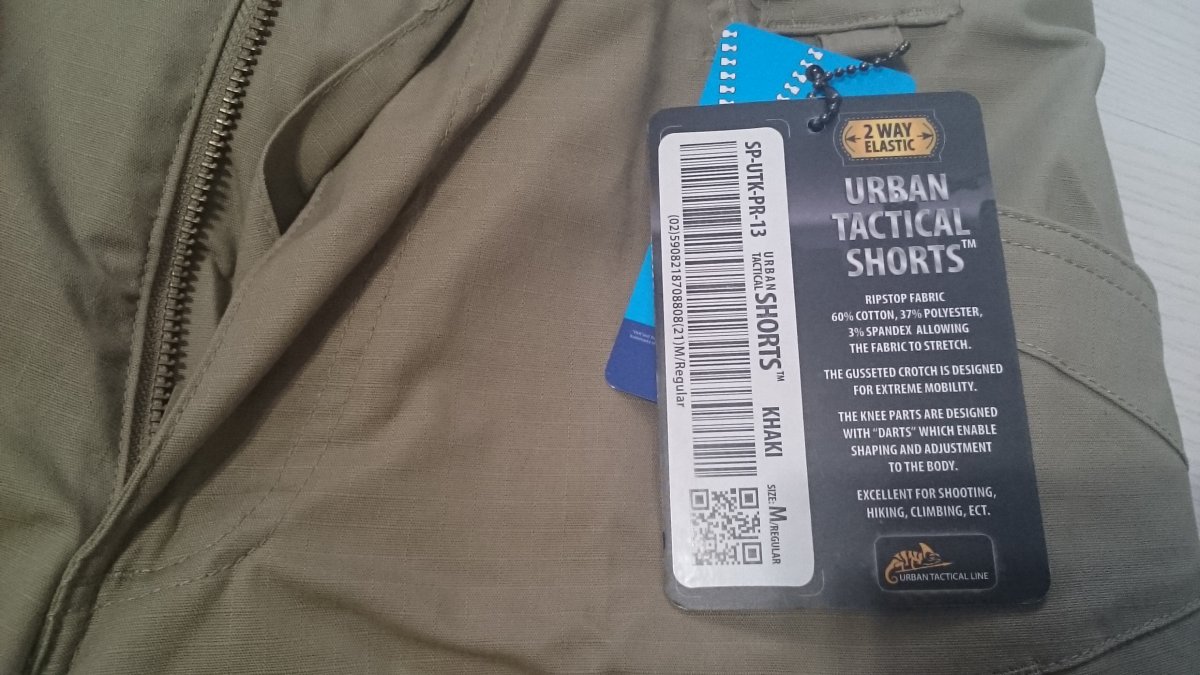 2 WAY
ELASTIC
URBAN
TACTICAL
SHORTS™
RIPSTOP FABRIC
60% COTTON, 37% POLYESTER,
3% SPANDEX ALLOWING
THE FABRIC TO STRETCH.
THE GUSSETED CROTCH IS DESIGNED
FOR EXTREME MOBILITY.
THE KNEE PARTS ARE DESIGNED
WITH “DARTS” WHICH ENABLE
SHAPING AND ADJUSTMENT
TO THE BODY.
EXCELLENT FOR SHOOTING,
HIKING, CLIMBING, ECT.
URBAN TACTICAL LINE
SP-UTK-PR-13
URBAN
TACTICAL SHORTS™
KHAKI
SIZE: M/REGULAR
(02)5908218708808(21)M/Regular